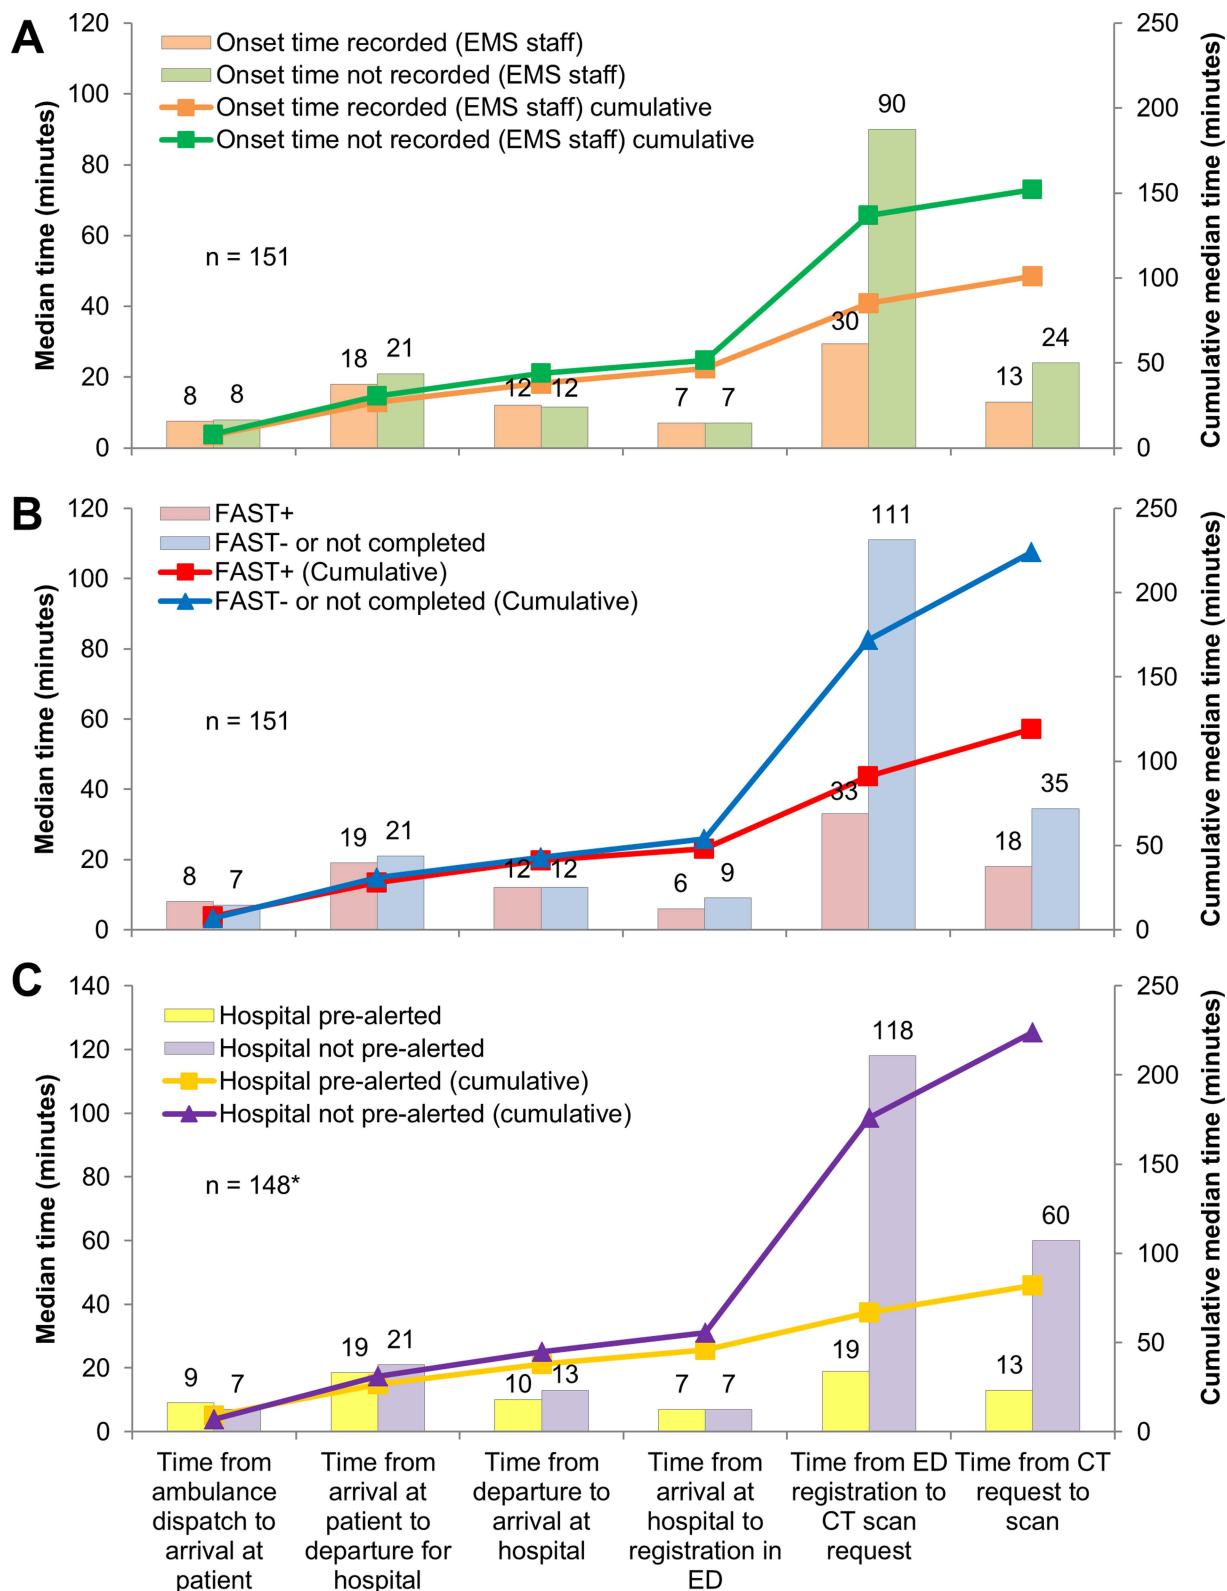 A
120
100
80
60
40
20
0
Median time (minutes)
250
200
150
100
50
0
Cumulative median time (minutes)
Onset time recorded (EMS staff)
Onset time not recorded (EMS staff)
Onset time recorded (EMS staff) cumulative
Onset time not recorded (EMS staff) cumulative
n = 151
8 8 18 21 12 12 7 7 30 90 13 24
B
120
100
80
60
40
20
0
Median time (minutes)
250
200
150
100
50
0
Cumulative median time (minutes)
FAST+
FAST- or not completed
FAST+ (Cumulative)
FAST- or not completed (Cumulative)
n = 151
8 7 19 21 12 12 6 9 33 111 18 35
C
140
120
100
80
60
40
20
0
Median time (minutes)
250
200
150
100
50
0
Cumulative median time (minutes)
Hospital pre-alerted
Hospital not pre-alerted
Hospital pre-alerted (cumulative)
Hospital not pre-alerted (cumulative)
n = 148*
9 7 19 21 10 13 7 7 19 118 13 60
Time from
ambulance
dispatch to
arrival at
patient
Time from
arrival at
patient to
departure for
hospital
Time from
departure to
arrival at
hospital
Time from
arrival at
hospital to
registration in
ED
Time from ED
registration to
CT scan
request
Time from CT
request to
scan